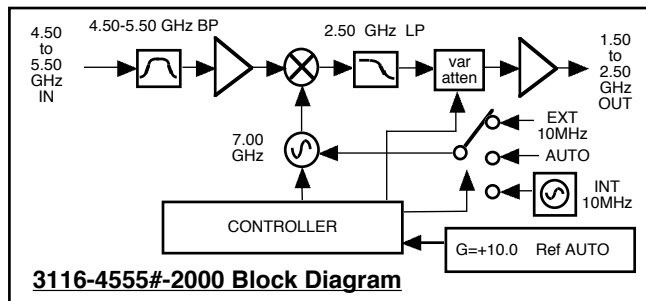 4.50
to
5.50
GHz
IN
4.50-5.50 GHz BP
2.50 GHz LP
var
atten
1.50
to
2.50
GHz
OUT
7.00
GHz
EXT
10MHz
AUTO
INT
10MHz
CONTROLLER
G=+10.0 Ref AUTO
3116-4555#-2000 Block Diagram